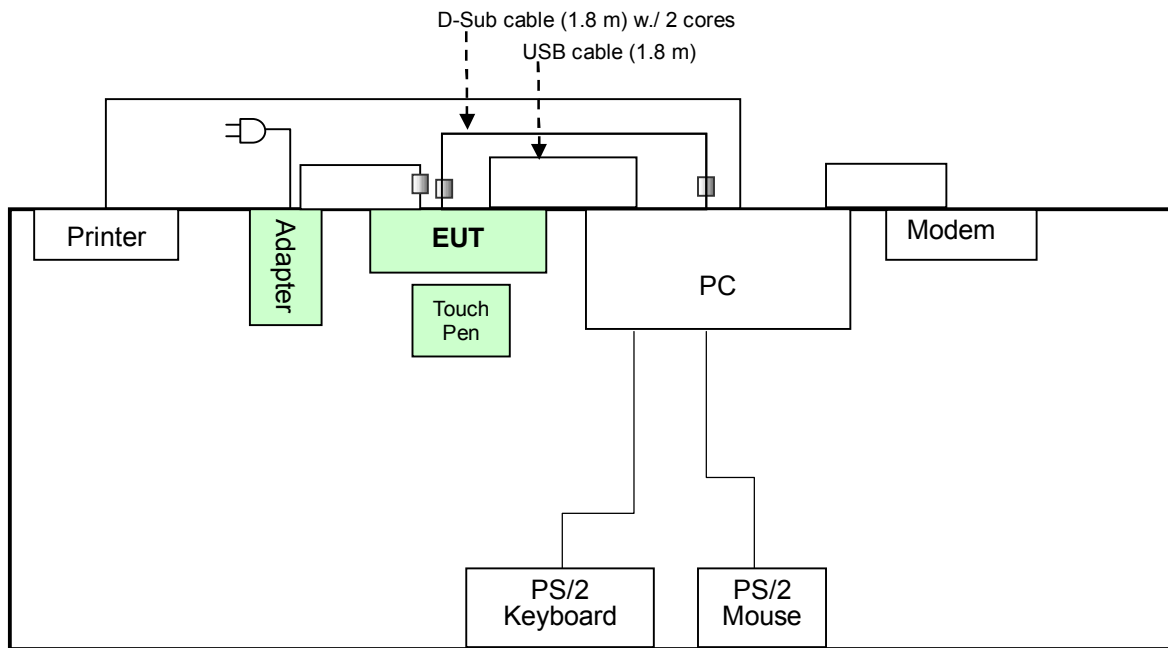 D-Sub cable (1.8 m) w./ 2 cores
USB cable (1.8 m)
Printer
Adapter
EUT
Touch
Pen
PC
Modem
PS/2
Keyboard
PS/2
Mouse